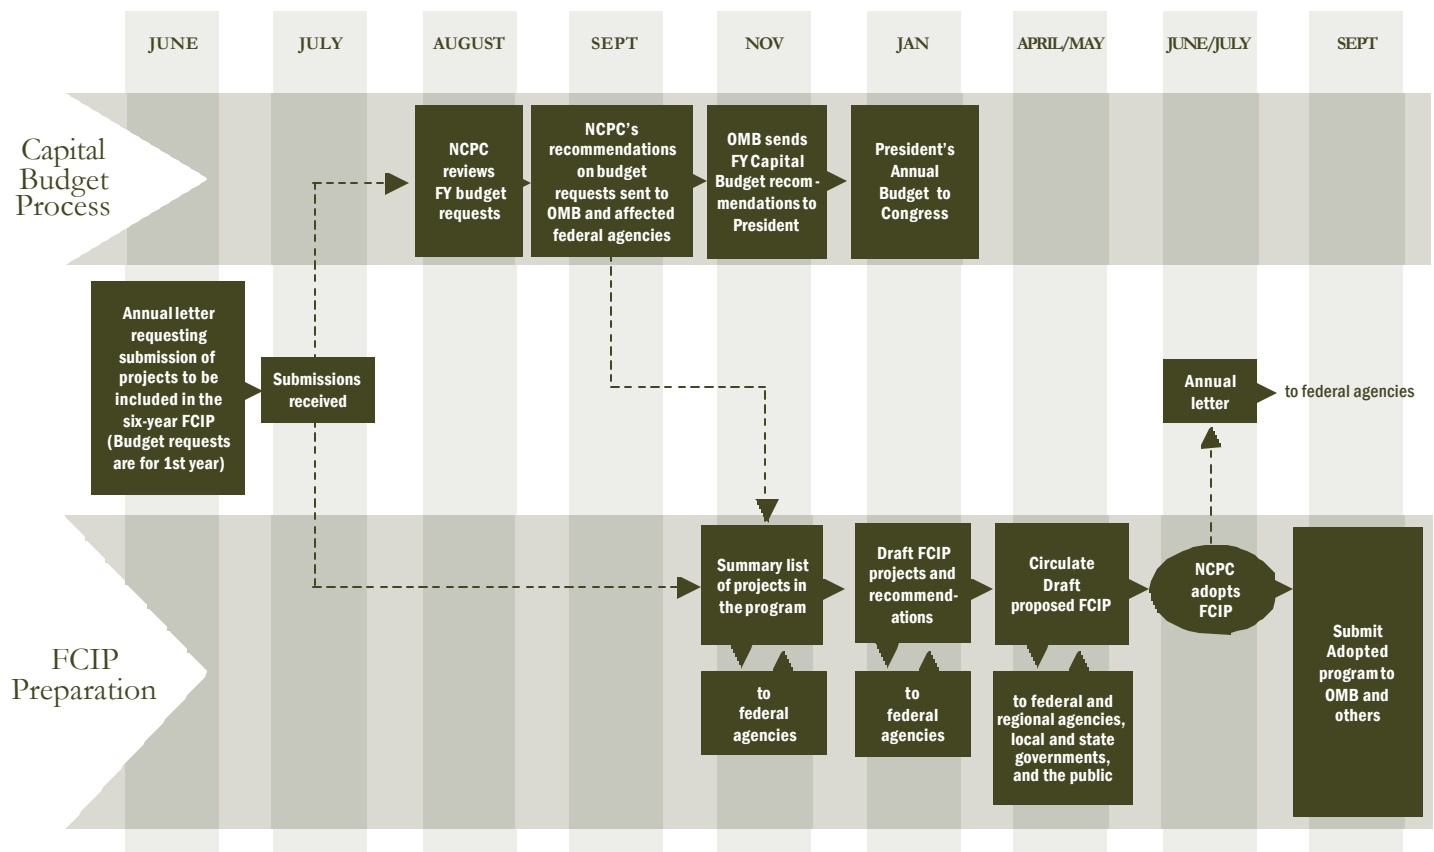 JUNE
JULY
AUGUST
SEPT
NOV
JAN
APRIL/MAY
JUNE/JULY
SEPT
Capital
Budget
Process
NCPC
reviews
FY budget
requests
NCPC's
recommendations
on budget
requests sent to
OMB and affected
federal agencies
OMB sends
FY Capital
Budget recom-
mendations to
President
President's
Annual
Budget to
Congress
Annual letter
requesting
submission of
projects to be
included in the
six-year FCIP
(Budget requests
are for 1st year)
Submissions
received
Annual
letter
to federal agencies
FCIP
Preparation
Summary list
of projects in
the program
Draft FCIP
projects and
recommend-
ations
Circulate
Draft
proposed FCIP
NCPC
adopts
FCIP
Submit
Adopted
program to
OMB and
others
to
federal
agencies
to
federal
agencies
to federal and
regional agencies,
local and state
governments,
and the public